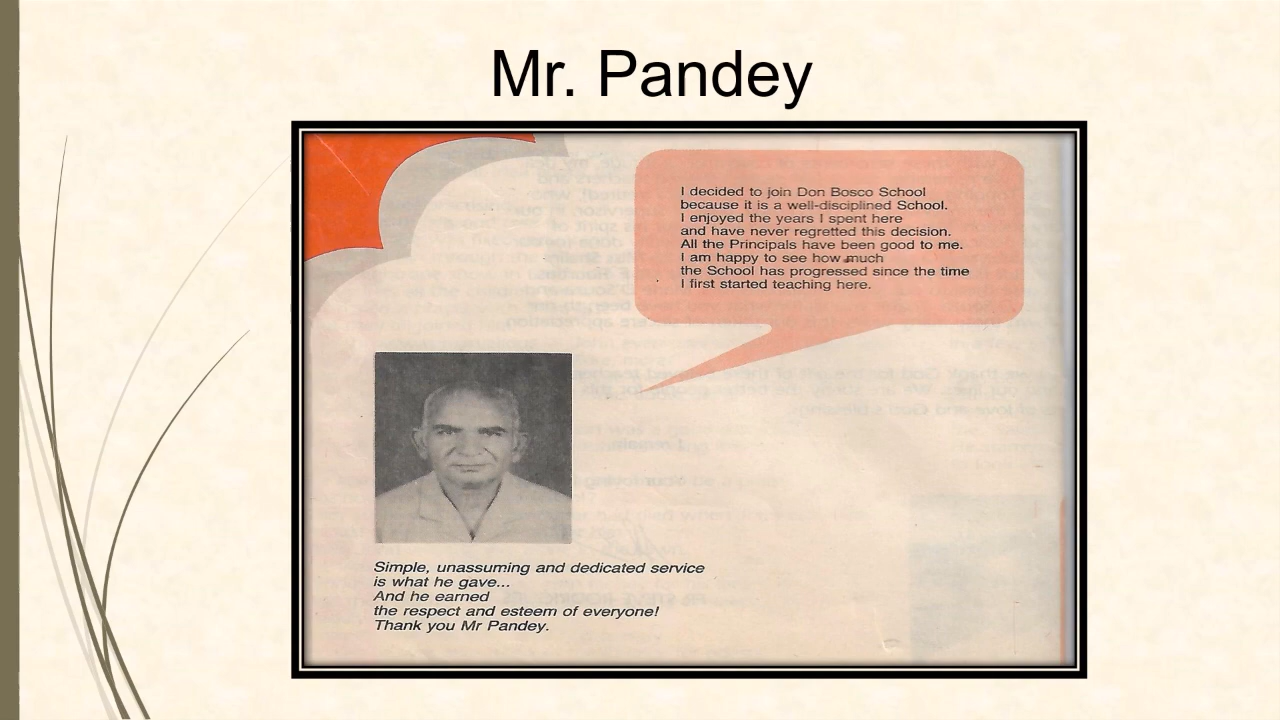 Mr. Pandey
I decided to join Don Bosco School
because it is a well-disciplined School.
I enjoyed the years I spent here
and have never regretted this decision.
All the Principals have been good to me.
I am happy to see how much
the School has progressed since the time
I first started teaching here.
Simple, unassuming and dedicated service
is what he gave...
And he earned
the respect and esteem of everyone!
Thank you Mr Pandey.